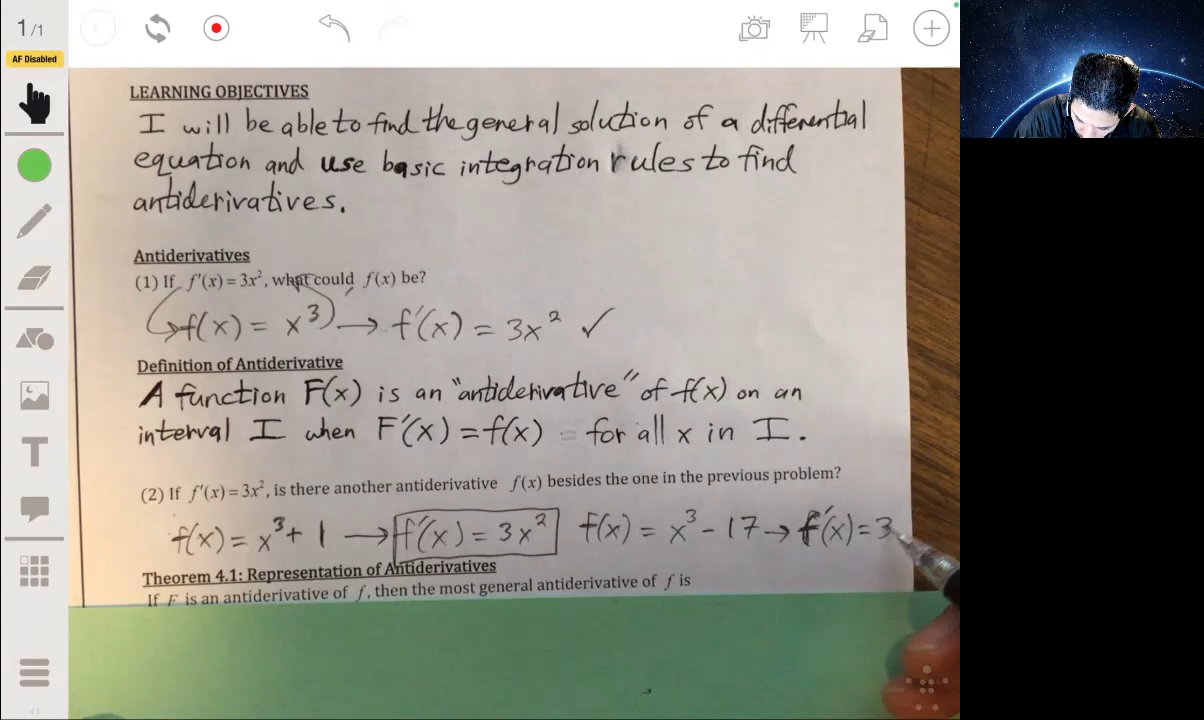 1/1
AF Disabled
LEARNING OBJECTIVES
I will be able to find the general solution of a differential
equation and use basic integration rules to find
antiderivatives.
Antiderivatives
(1) If f'(x) = 3x², what could f(x) be?
f(x) = x³ → f'(x) = 3x² ✓
Definition of Antiderivative
A function F(x) is an "antiderivative" of f(x) on an
interval I when F'(x) = f(x) for all x in I.
(2) If f'(x) = 3x², is there another antiderivative f(x) besides the one in the previous problem?
f(x) = x³ + 1 → f'(x) = 3x² f(x) = x³ - 17 → f'(x) = 3
Theorem 4.1: Representation of Antiderivatives
If F is an antiderivative of f, then the most general antiderivative of f is
T